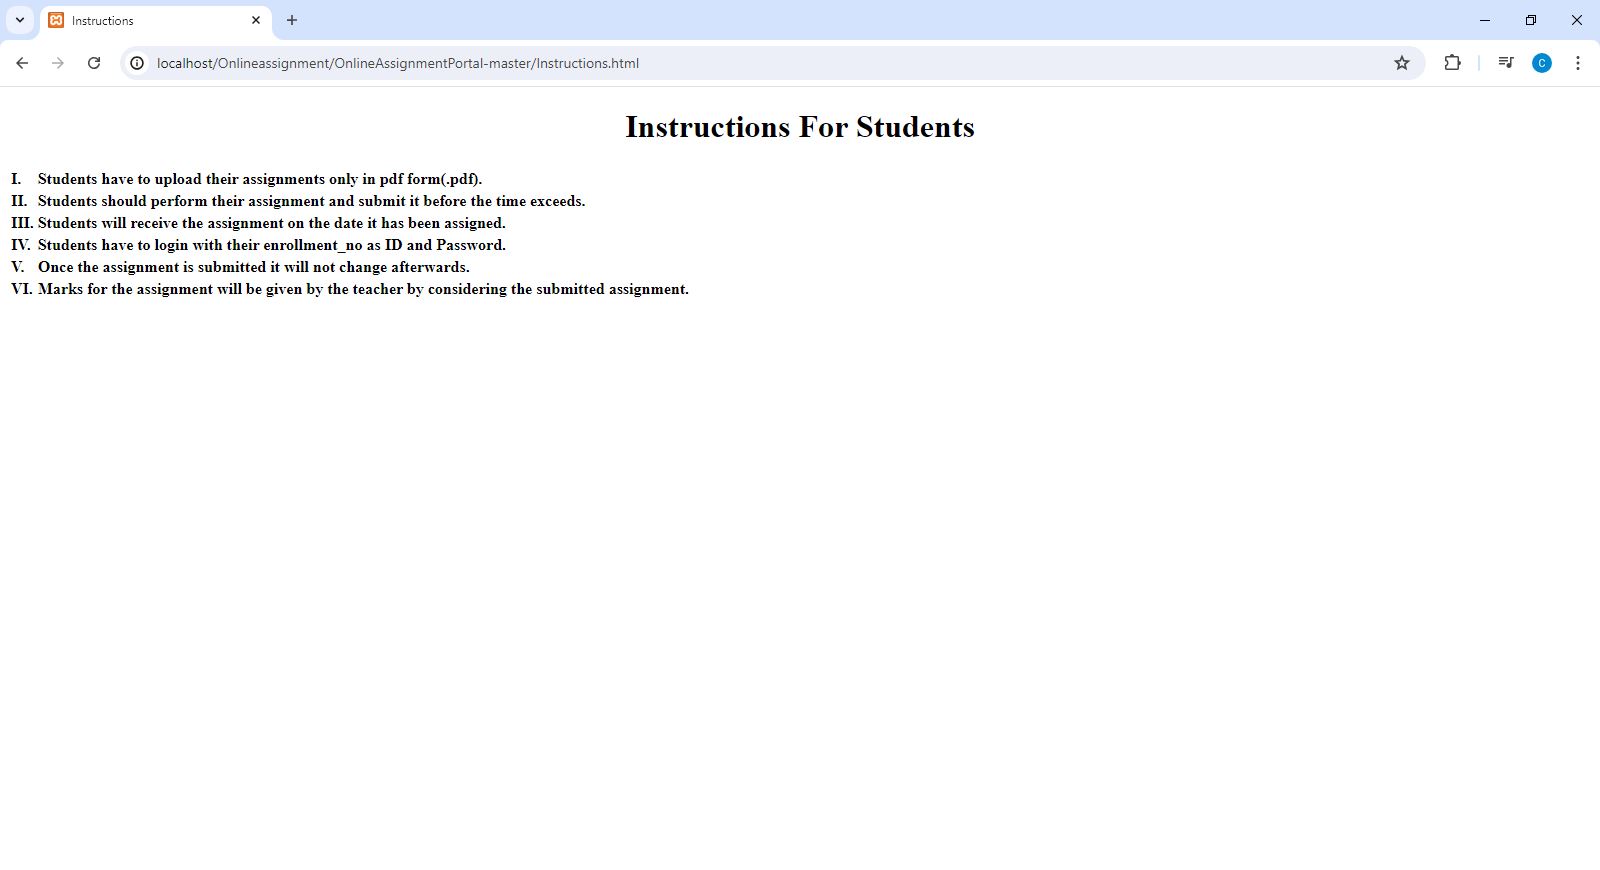 Instructions
localhost/Onlineassignment/OnlineAssignmentPortal-master/Instructions.html
C
Instructions For Students
I. Students have to upload their assignments only in pdf form(.pdf).
II. Students should perform their assignment and submit it before the time exceeds.
III. Students will receive the assignment on the date it has been assigned.
IV. Students have to login with their enrollment_no as ID and Password.
V. Once the assignment is submitted it will not change afterwards.
VI. Marks for the assignment will be given by the teacher by considering the submitted assignment.